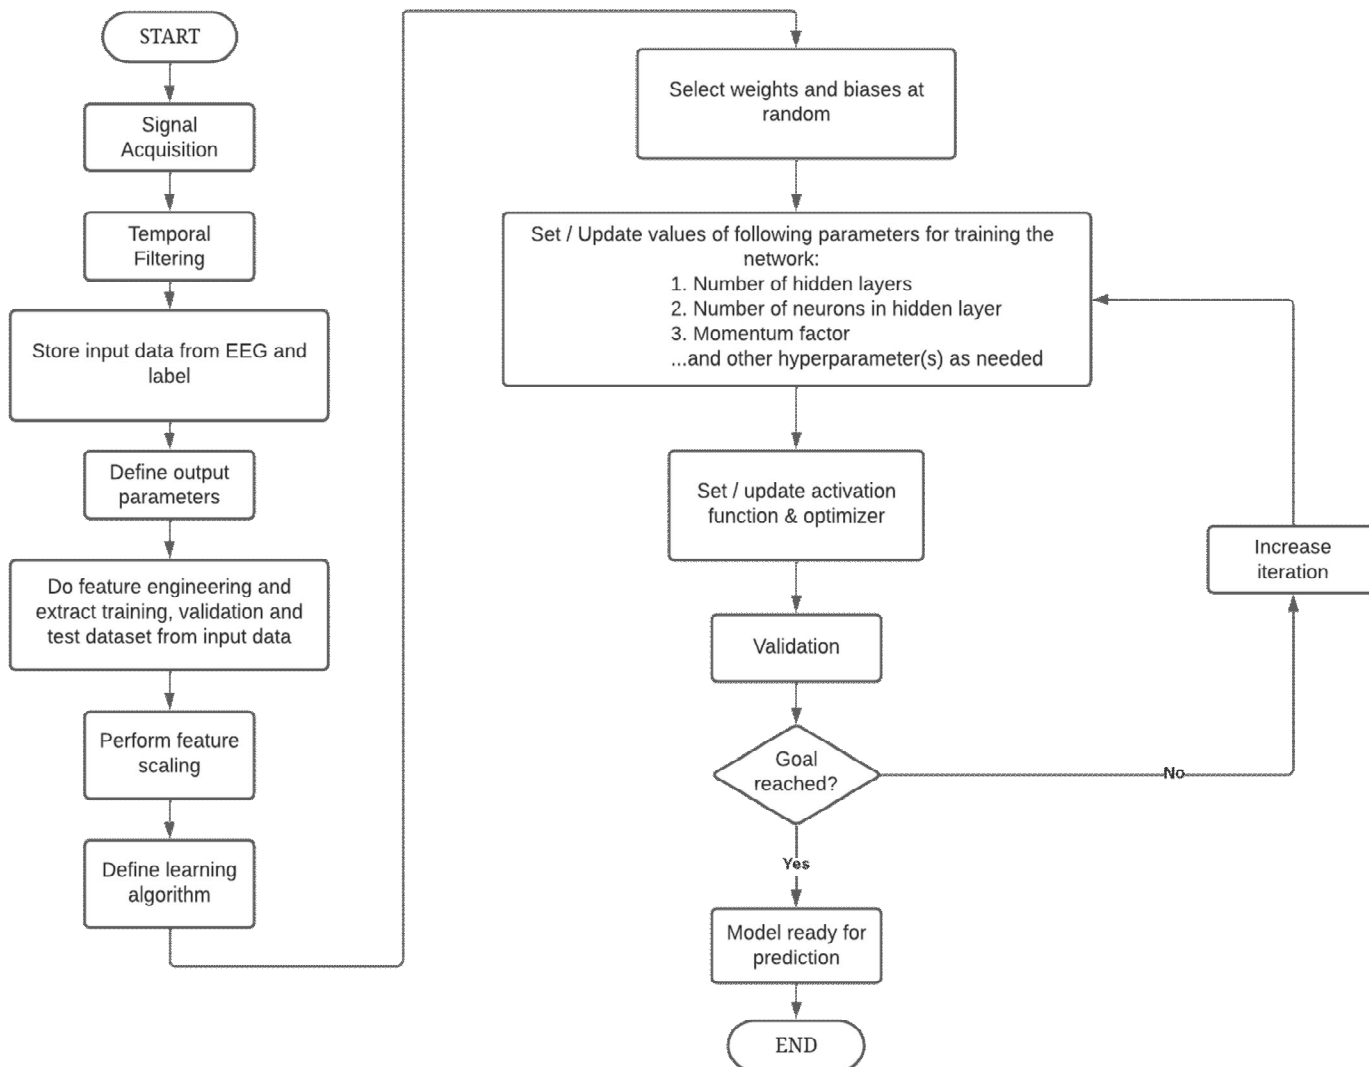 START
Signal
Acquisition
Temporal
Filtering
Store input data from EEG and
label
Define output
parameters
Do feature engineering and
extract training, validation and
test dataset from input data
Perform feature
scaling
Define learning
algorithm
Select weights and biases at
random
Set / Update values of following parameters for training the
network:
1. Number of hidden layers
2. Number of neurons in hidden layer
3. Momentum factor
...and other hyperparameter(s) as needed
Set / update activation
function & optimizer
Validation
Goal
reached?
No
Increase
iteration
Yes
Model ready for
prediction
END